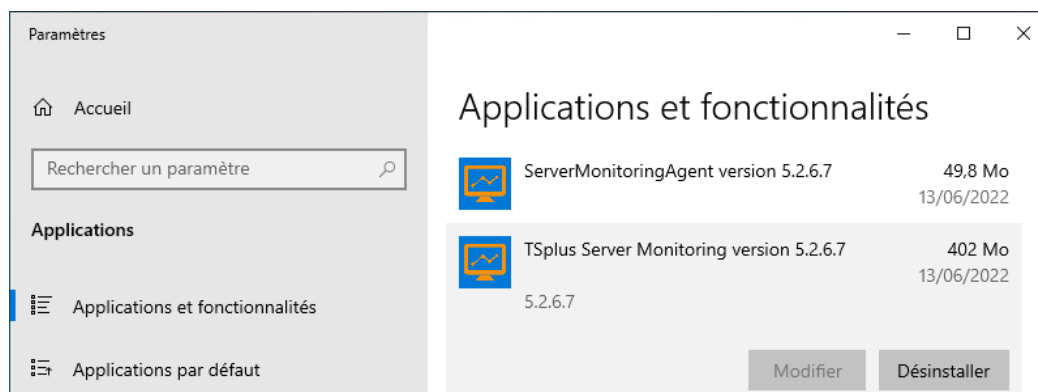 Paramètres
Accueil
Rechercher un paramètre
Applications
Applications et fonctionnalités
Applications par défaut
Applications et fonctionnalités
ServerMonitoringAgent version 5.2.6.7 49,8 Mo
13/06/2022
TSplus Server Monitoring version 5.2.6.7 402 Mo
13/06/2022
5.2.6.7
Modifier Désinstaller